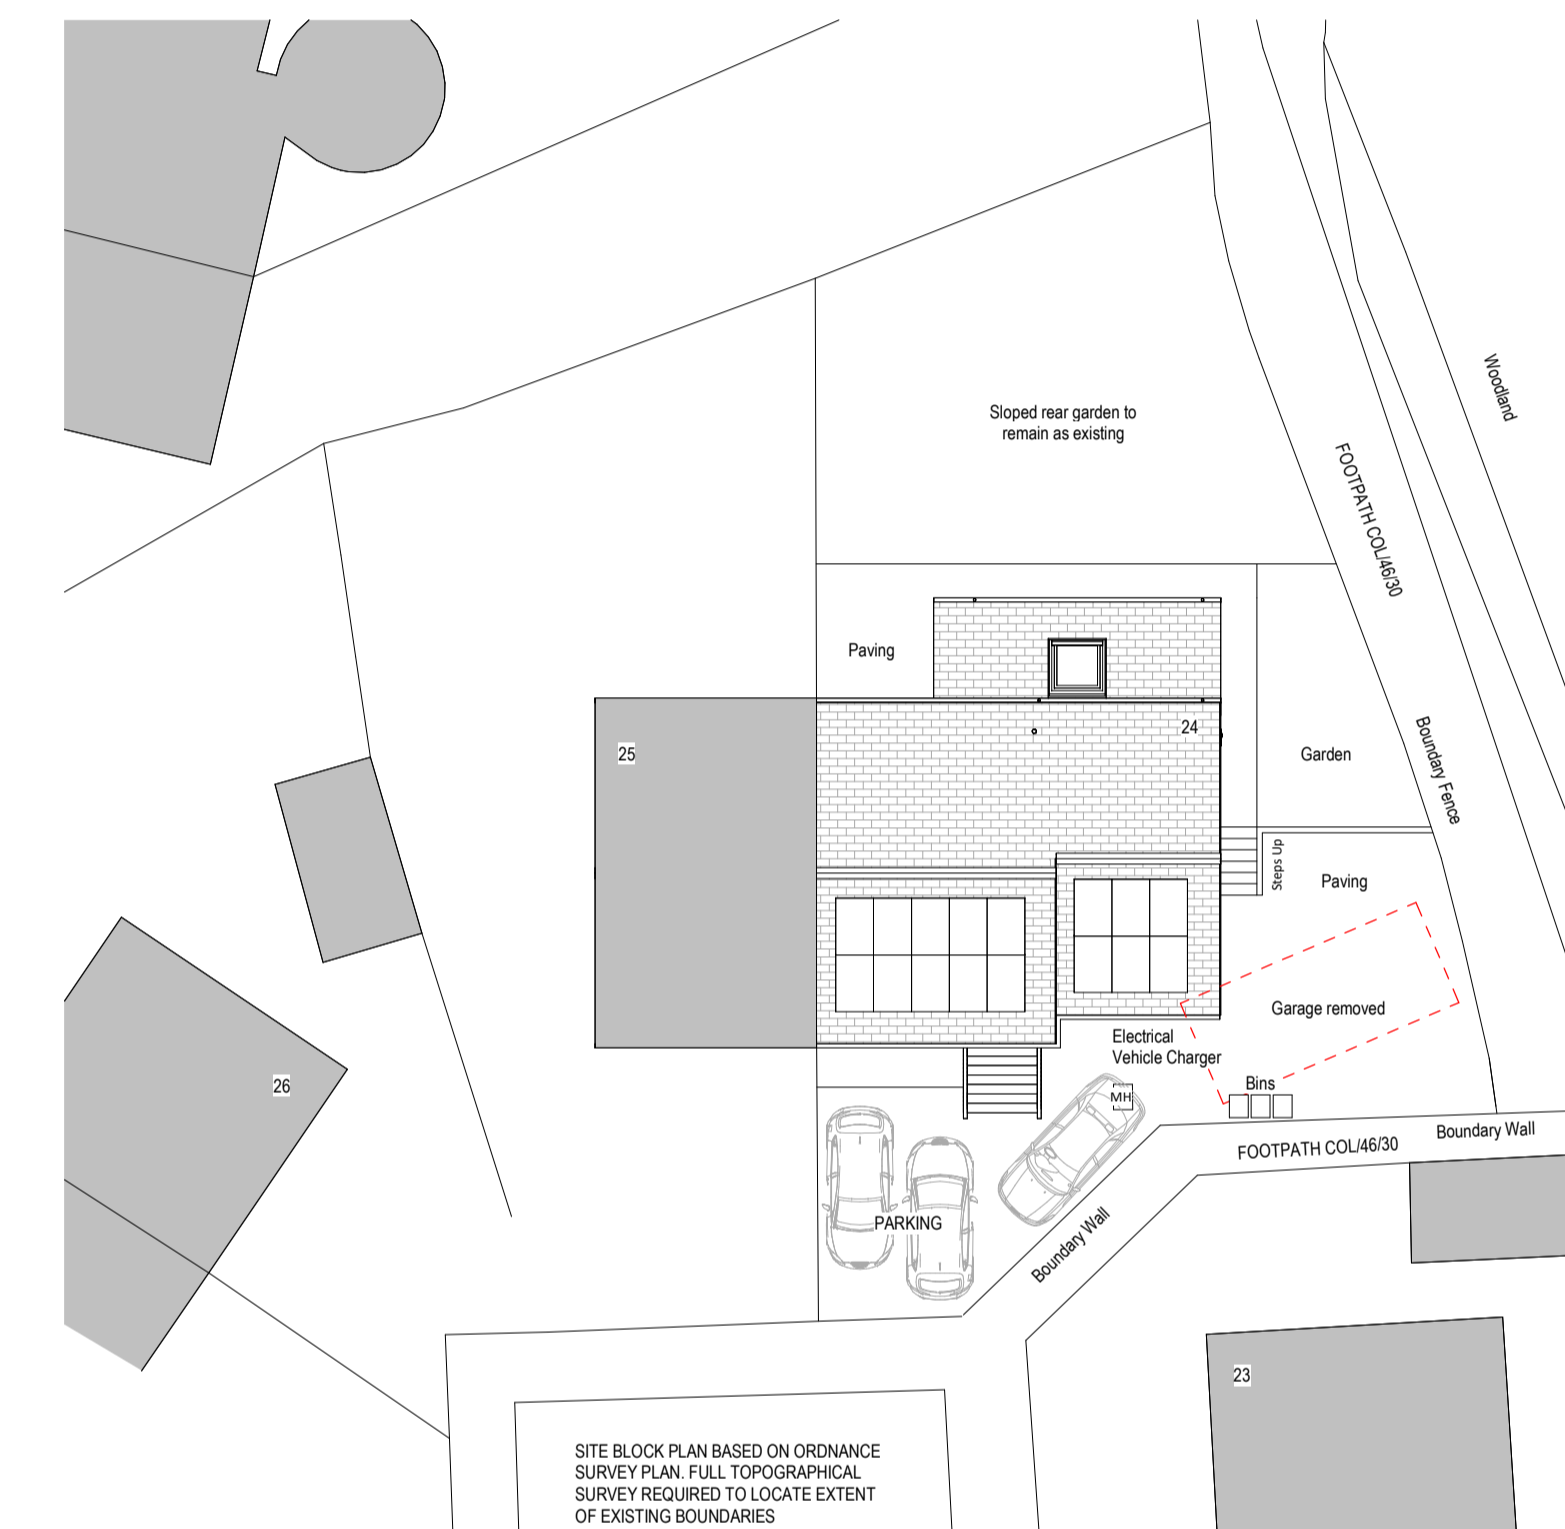 Woodland
Sloped rear garden to
remain as existing
FOOTPATH COL/46/30
Paving
24
25
Garden
Boundary Fence
Steps Up
Paving
Garage removed
Electrical
Vehicle Charger
26
Bins
MH
Boundary Wall
FOOTPATH COL/46/30
PARKING
Boundary Wall
23
SITE BLOCK PLAN BASED ON ORDNANCE
SURVEY PLAN. FULL TOPOGRAPHICAL
SURVEY REQUIRED TO LOCATE EXTENT
OF EXISTING BOUNDARIES